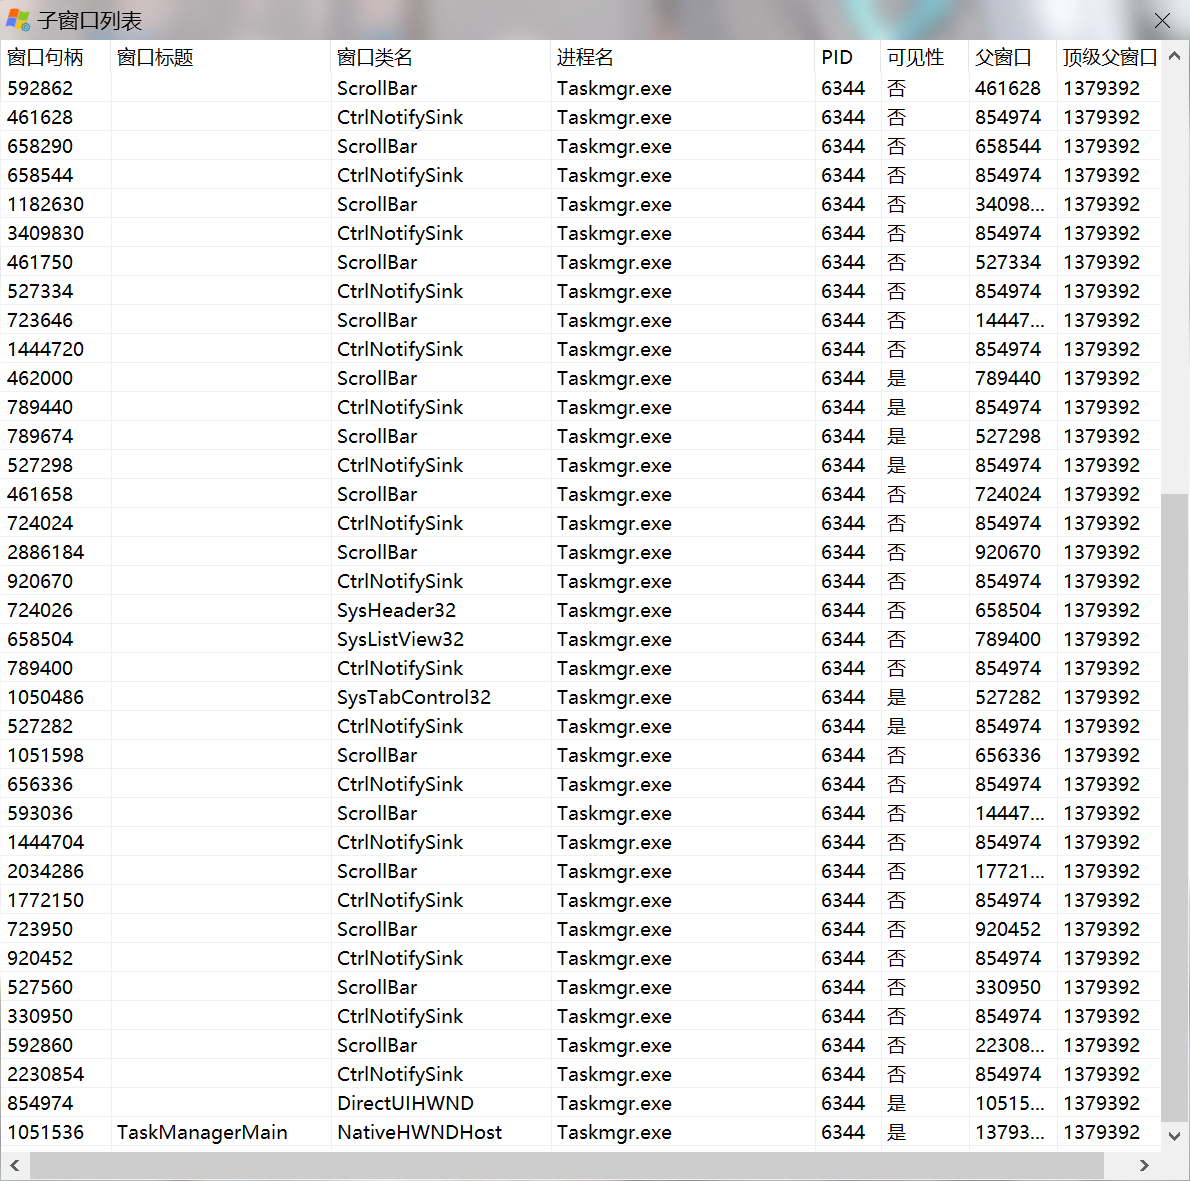 子窗口列表
窗口句柄 窗口标题 窗口类名 进程名 PID 可见性 父窗口 顶级父窗口
592862 ScrollBar Taskmgr.exe 6344 否 461628 1379392
461628 CtrlNotifySink Taskmgr.exe 6344 否 854974 1379392
658290 ScrollBar Taskmgr.exe 6344 否 658544 1379392
658544 CtrlNotifySink Taskmgr.exe 6344 否 854974 1379392
1182630 ScrollBar Taskmgr.exe 6344 否 34098... 1379392
3409830 CtrlNotifySink Taskmgr.exe 6344 否 854974 1379392
461750 ScrollBar Taskmgr.exe 6344 否 527334 1379392
527334 CtrlNotifySink Taskmgr.exe 6344 否 854974 1379392
723646 ScrollBar Taskmgr.exe 6344 否 14447... 1379392
1444720 CtrlNotifySink Taskmgr.exe 6344 否 854974 1379392
462000 ScrollBar Taskmgr.exe 6344 是 789440 1379392
789440 CtrlNotifySink Taskmgr.exe 6344 是 854974 1379392
789674 ScrollBar Taskmgr.exe 6344 是 527298 1379392
527298 CtrlNotifySink Taskmgr.exe 6344 是 854974 1379392
461658 ScrollBar Taskmgr.exe 6344 否 724024 1379392
724024 CtrlNotifySink Taskmgr.exe 6344 否 854974 1379392
2886184 ScrollBar Taskmgr.exe 6344 否 920670 1379392
920670 CtrlNotifySink Taskmgr.exe 6344 否 854974 1379392
724026 SysHeader32 Taskmgr.exe 6344 否 658504 1379392
658504 SysListView32 Taskmgr.exe 6344 否 789400 1379392
789400 CtrlNotifySink Taskmgr.exe 6344 否 854974 1379392
1050486 SysTabControl32 Taskmgr.exe 6344 是 527282 1379392
527282 CtrlNotifySink Taskmgr.exe 6344 是 854974 1379392
1051598 ScrollBar Taskmgr.exe 6344 否 656336 1379392
656336 CtrlNotifySink Taskmgr.exe 6344 否 854974 1379392
593036 ScrollBar Taskmgr.exe 6344 否 14447... 1379392
1444704 CtrlNotifySink Taskmgr.exe 6344 否 854974 1379392
2034286 ScrollBar Taskmgr.exe 6344 否 17721... 1379392
1772150 CtrlNotifySink Taskmgr.exe 6344 否 854974 1379392
723950 ScrollBar Taskmgr.exe 6344 否 920452 1379392
920452 CtrlNotifySink Taskmgr.exe 6344 否 854974 1379392
527560 ScrollBar Taskmgr.exe 6344 否 330950 1379392
330950 CtrlNotifySink Taskmgr.exe 6344 否 854974 1379392
592860 ScrollBar Taskmgr.exe 6344 否 22308... 1379392
2230854 CtrlNotifySink Taskmgr.exe 6344 否 854974 1379392
854974 DirectUIHWND Taskmgr.exe 6344 是 10515... 1379392
1051536 TaskManagerMain NativeHWNDHost Taskmgr.exe 6344 是 13793... 1379392